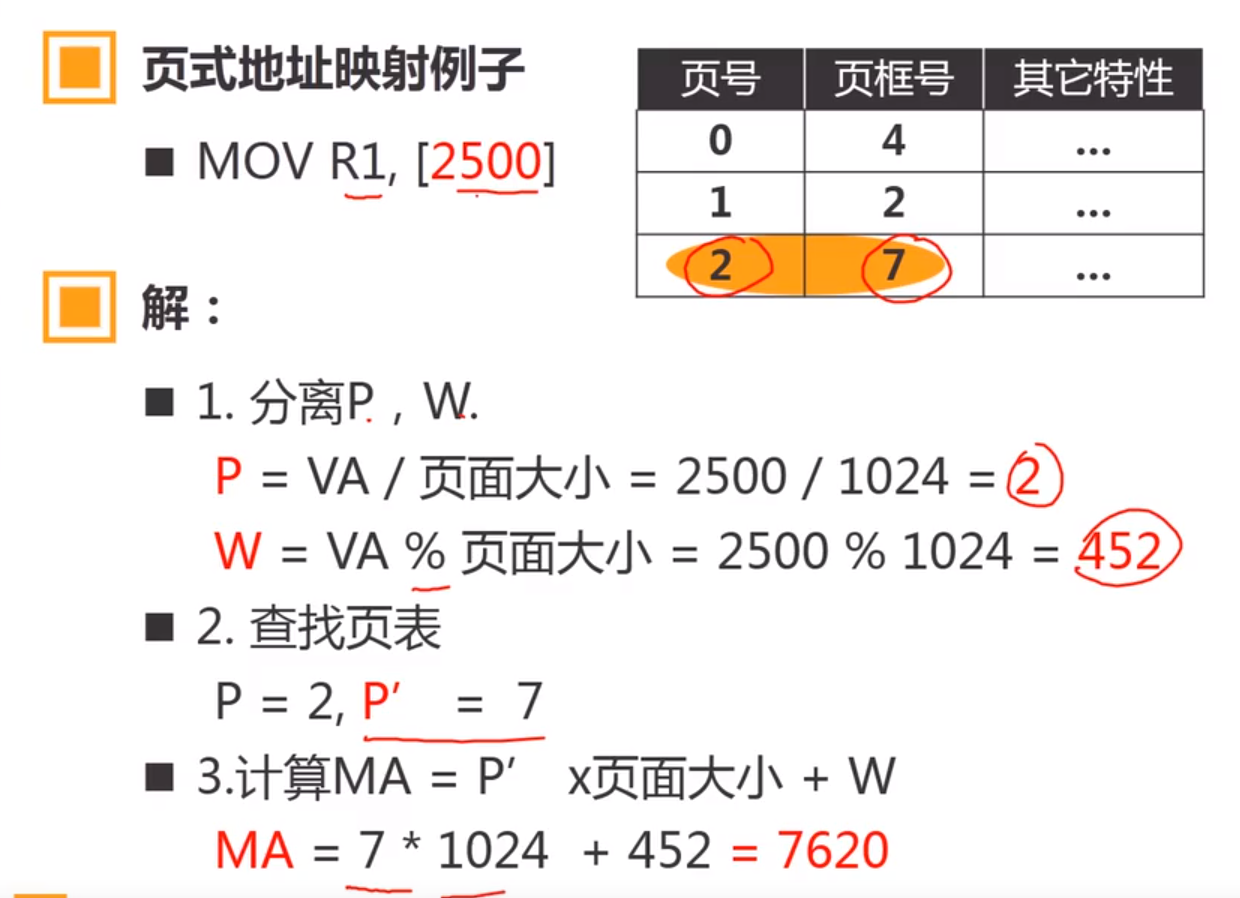 页式地址映射例子
■ MOV R1, [2500]
页号 页框号 其它特性
0 4 ...
1 2 ...
2 7 ...
解：
■ 1. 分离P , W.
P = VA / 页面大小 = 2500 / 1024 = 2
W = VA % 页面大小 = 2500 % 1024 = 452
■ 2. 查找页表
P = 2, P′ = 7
■ 3.计算MA = P′ x页面大小 + W
MA = 7 * 1024 + 452 = 7620